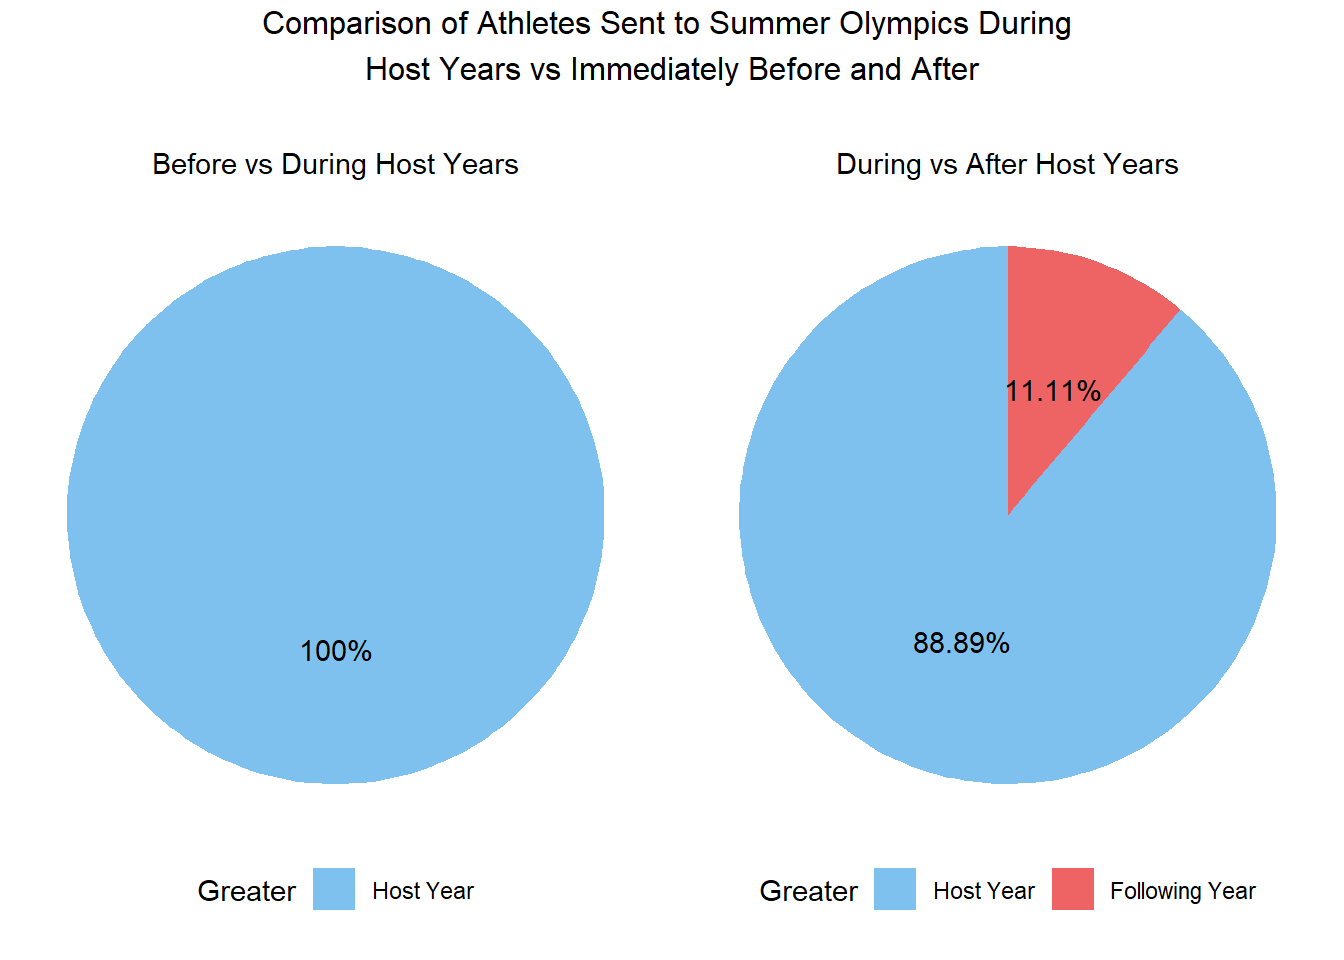 Comparison of Athletes Sent to Summer Olympics During
Host Years vs Immediately Before and After
Before vs During Host Years
100%
Greater Host Year
During vs After Host Years
11.11%
88.89%
Greater Host Year Following Year